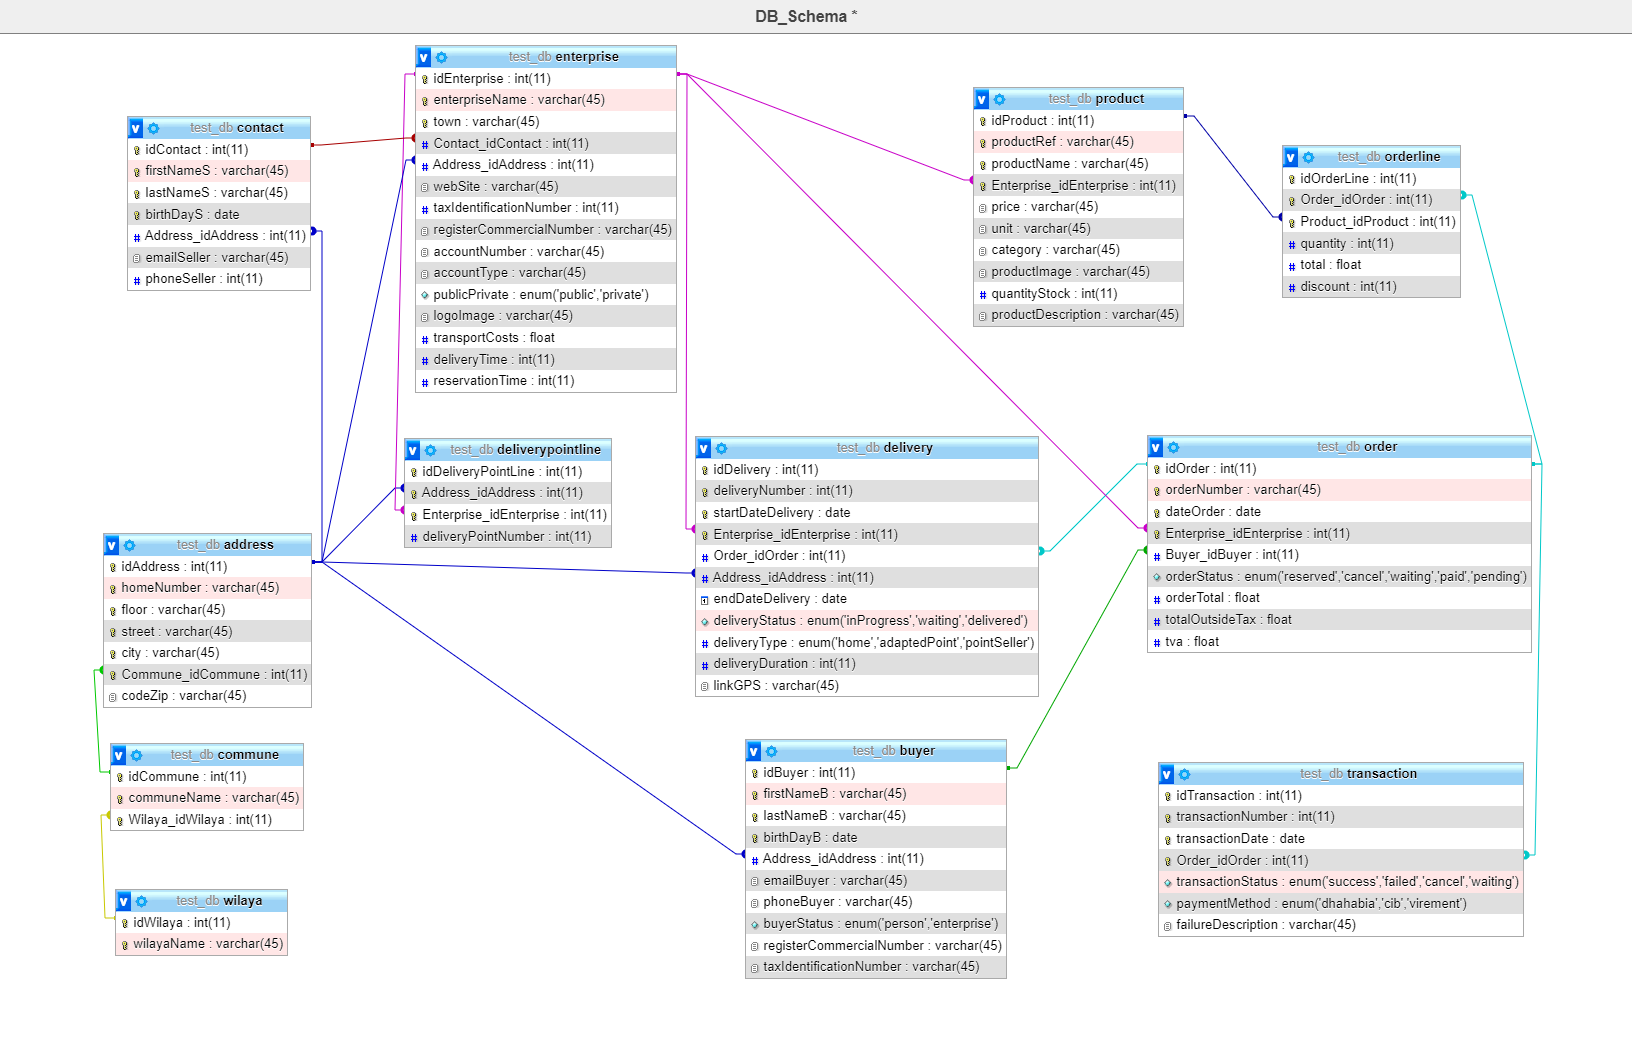 DB_Schema *
test_db enterprise
idEnterprise : int(11)
enterpriseName : varchar(45)
town : varchar(45)
Contact_idContact : int(11)
Address_idAddress : int(11)
webSite : varchar(45)
taxIdentificationNumber : int(11)
registerCommercialNumber : varchar(45)
accountNumber : varchar(45)
accountType : varchar(45)
publicPrivate : enum('public','private')
logoImage : varchar(45)
transportCosts : float
deliveryTime : int(11)
reservationTime : int(11)
test_db product
idProduct : int(11)
productRef : varchar(45)
productName : varchar(45)
Enterprise_idEnterprise : int(11)
price : varchar(45)
unit : varchar(45)
category : varchar(45)
productImage : varchar(45)
quantityStock : int(11)
productDescription : varchar(45)
test_db contact
idContact : int(11)
firstNameS : varchar(45)
lastNameS : varchar(45)
birthDayS : date
Address_idAddress : int(11)
emailSeller : varchar(45)
phoneSeller : int(11)
test_db orderline
idOrderLine : int(11)
Order_idOrder : int(11)
Product_idProduct : int(11)
quantity : int(11)
total : float
discount : int(11)
test_db deliverypointline
idDeliveryPointLine : int(11)
Address_idAddress : int(11)
Enterprise_idEnterprise : int(11)
deliveryPointNumber : int(11)
test_db delivery
idDelivery : int(11)
deliveryNumber : int(11)
startDateDelivery : date
Enterprise_idEnterprise : int(11)
Order_idOrder : int(11)
Address_idAddress : int(11)
endDateDelivery : date
deliveryStatus : enum('inProgress','waiting','delivered')
deliveryType : enum('home','adaptedPoint','pointSeller')
deliveryDuration : int(11)
linkGPS : varchar(45)
test_db order
idOrder : int(11)
orderNumber : varchar(45)
dateOrder : date
Enterprise_idEnterprise : int(11)
Buyer_idBuyer : int(11)
orderStatus : enum('reserved','cancel','waiting','paid','pending')
orderTotal : float
totalOutsideTax : float
tva : float
test_db address
idAddress : int(11)
homeNumber : varchar(45)
floor : varchar(45)
street : varchar(45)
city : varchar(45)
Commune_idCommune : int(11)
codeZip : varchar(45)
test_db commune
idCommune : int(11)
communeName : varchar(45)
Wilaya_idWilaya : int(11)
test_db wilaya
idWilaya : int(11)
wilayaName : varchar(45)
test_db buyer
idBuyer : int(11)
firstNameB : varchar(45)
lastNameB : varchar(45)
birthDayB : date
Address_idAddress : int(11)
emailBuyer : varchar(45)
phoneBuyer : varchar(45)
buyerStatus : enum('person','enterprise')
registerCommercialNumber : varchar(45)
taxIdentificationNumber : varchar(45)
test_db transaction
idTransaction : int(11)
transactionNumber : int(11)
transactionDate : date
Order_idOrder : int(11)
transactionStatus : enum('success','failed','cancel','waiting')
paymentMethod : enum('dhahabia','cib','virement')
failureDescription : varchar(45)